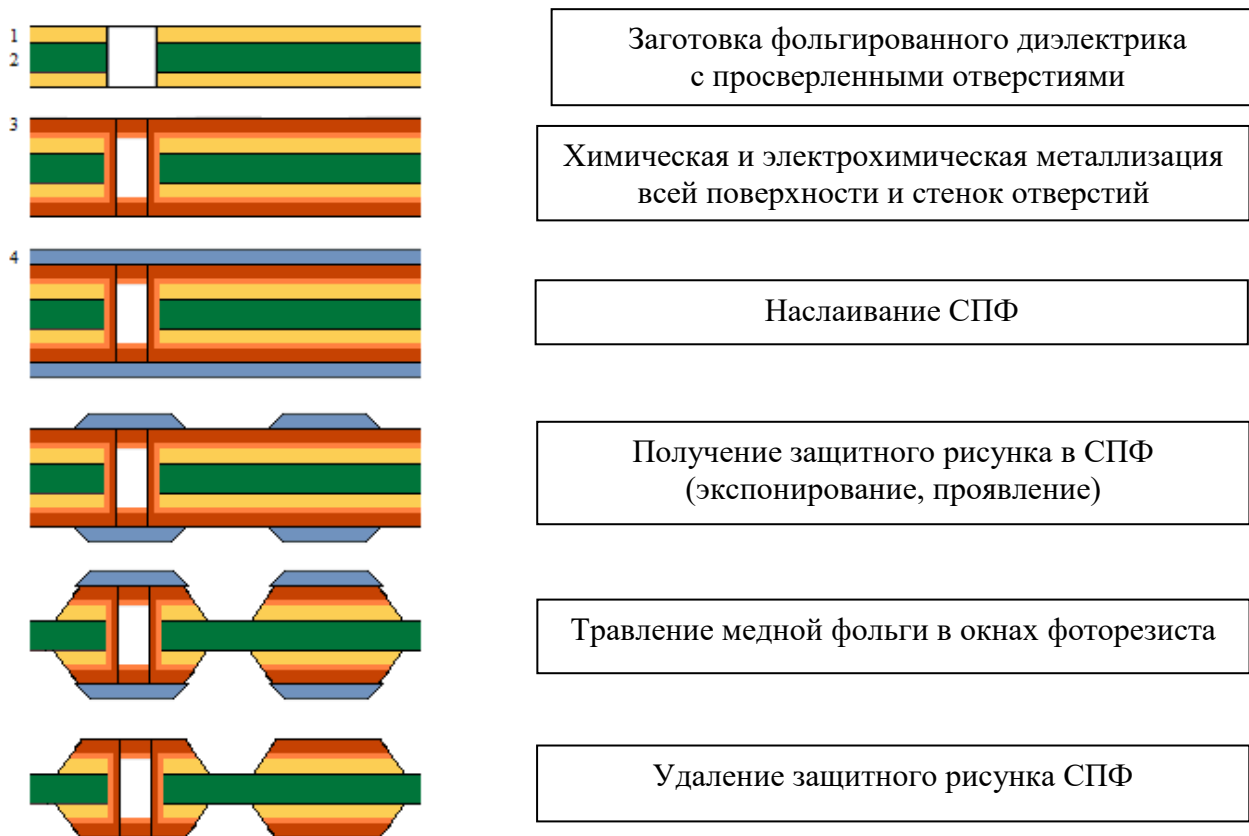 1
2
Заготовка фольгированного диэлектрика
с просверленными отверстиями
3
Химическая и электрохимическая металлизация
всей поверхности и стенок отверстий
4
Наслаивание СПФ
Получение защитного рисунка в СПФ
(экспонирование, проявление)
Травление медной фольги в окнах фоторезиста
Удаление защитного рисунка СПФ